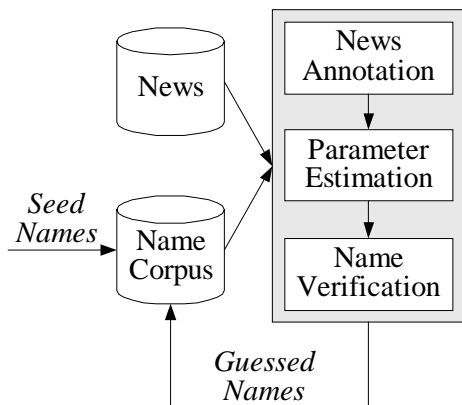 News
News
Annotation
Parameter
Estimation
Seed
Names
Name
Corpus
Name
Verification
Guessed
Names